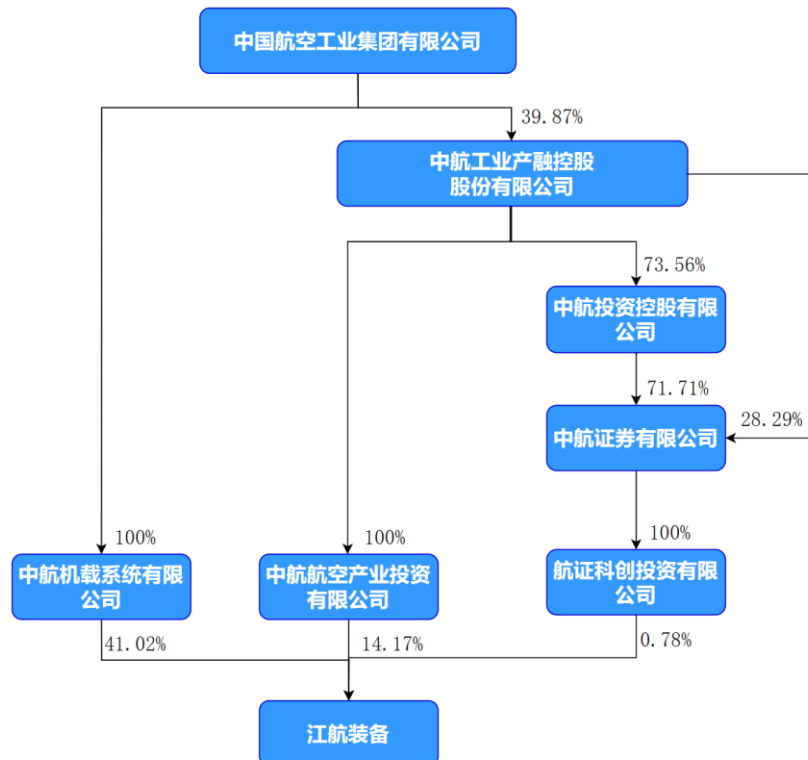 中国航空工业集团有限公司
39.87%
中航工业产融控股
股份有限公司
73.56%
中航投资控股有限
公司
71.71%
中航证券有限公司
28.29%
100%
100%
100%
中航机载系统有限
公司
中航航空产业投资
有限公司
航证科创投资有限
公司
41.02%
14.17%
0.78%
江航装备